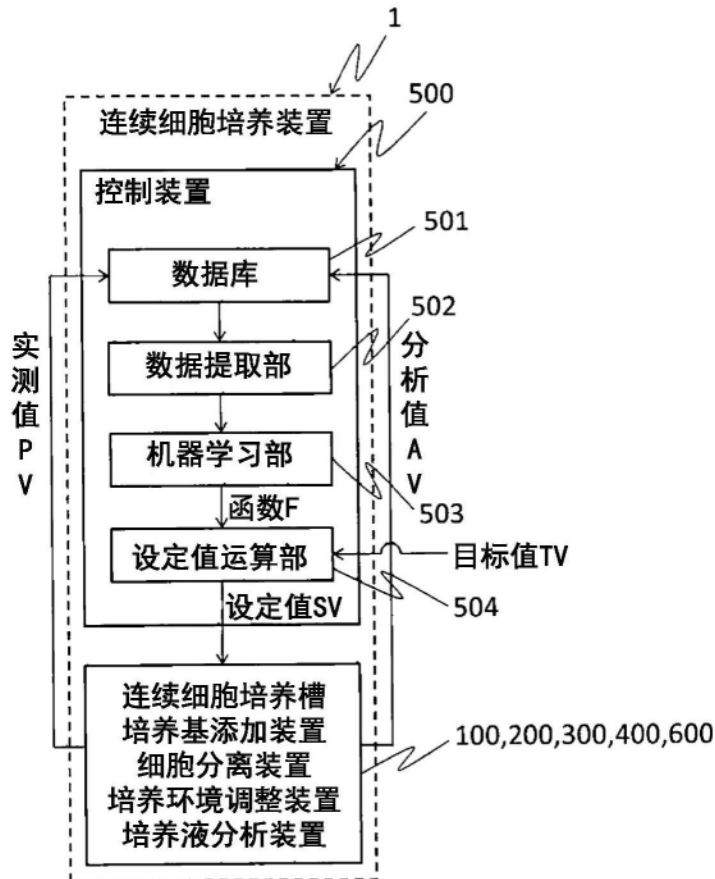 1
连续细胞培养装置
500
控制装置
501
数据库
502
数据提取部
实测值PV
分析值AV
机器学习部
503
函数F
设定值运算部
目标值TV
504
设定值SV
连续细胞培养槽
培养基添加装置
细胞分离装置
培养环境调整装置
培养液分析装置
100,200,300,400,600